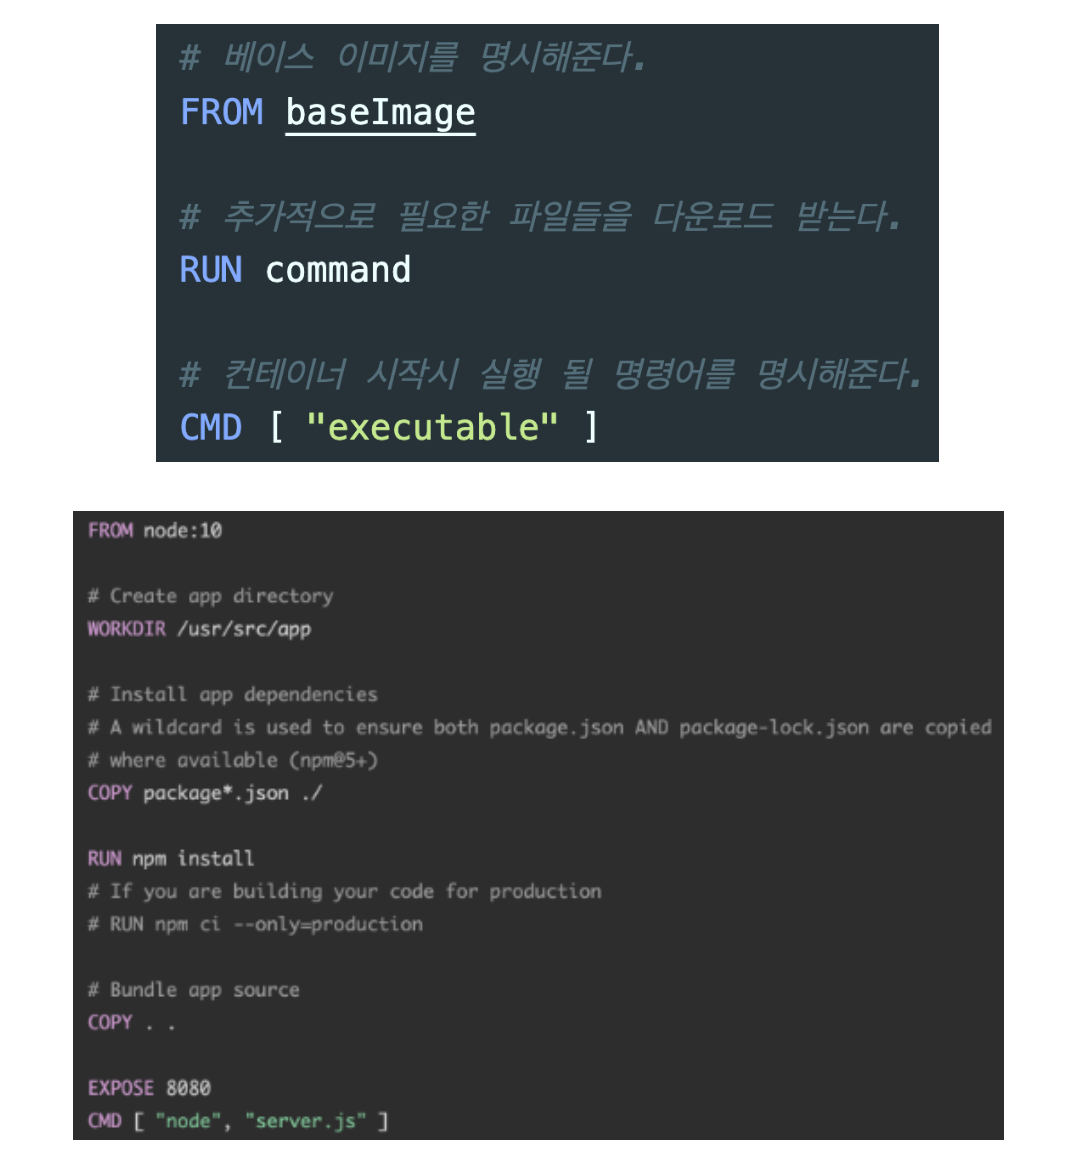 # 베이스 이미지를 명시해준다.
FROM baseImage
# 추가적으로 필요한 파일들을 다운로드 받는다.
RUN command
# 컨테이너 시작시 실행 될 명령어를 명시해준다.
CMD [ "executable" ]
FROM node:10
# Create app directory
WORKDIR /usr/src/app
# Install app dependencies
# A wildcard is used to ensure both package.json AND package-lock.json are copied
# where available (npm@5+)
COPY package*.json ./
RUN npm install
# If you are building your code for production
# RUN npm ci --only=production
# Bundle app source
COPY . .
EXPOSE 8080
CMD [ "node", "server.js" ]